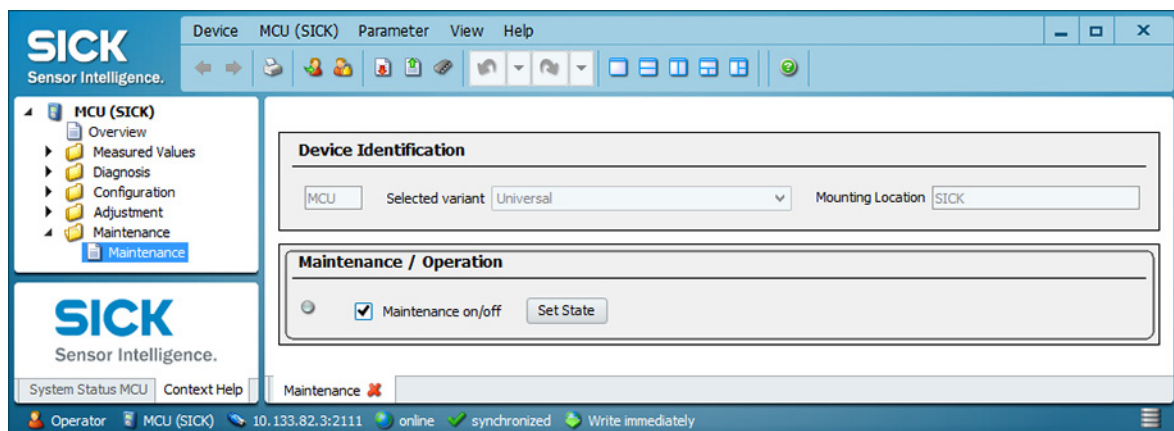 SICK
Sensor Intelligence.
Device MCU (SICK) Parameter View Help
MCU (SICK)
Overview
Measured Values
Diagnosis
Configuration
Adjustment
Maintenance
Maintenance
SICK
Sensor Intelligence.
System Status MCU Context Help
Device Identification
MCU Selected variant Universal Mounting Location SICK
Maintenance / Operation
Maintenance on/off Set State
Maintenance
Operator MCU (SICK) 10.133.82.3:2111 online synchronized Write immediately